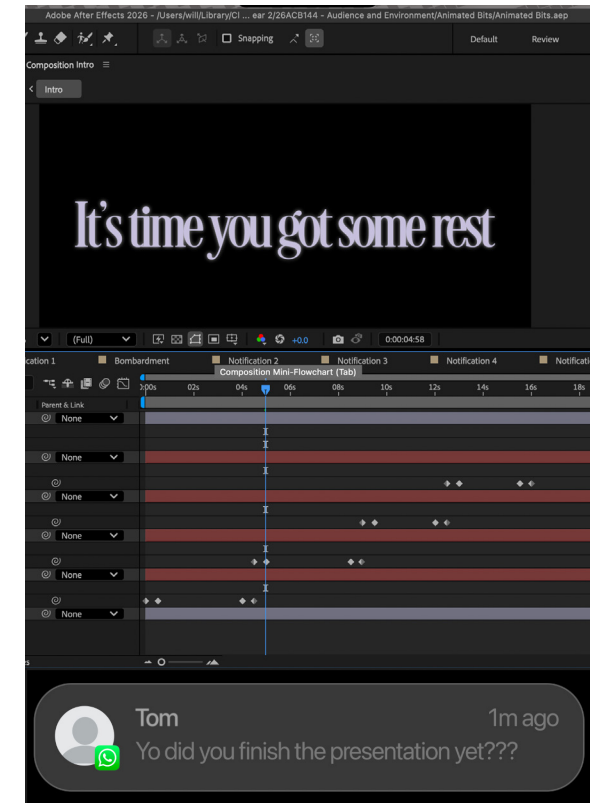 Adobe After Effects 2026 - /Users/will/Library/Cl ... ear 2/26ACB144 - Audience and Environment/Animated Bits/Animated Bits.aep
Snapping
Default
Review
Composition Intro
Intro
It's time you got some rest
(Full)
+0.0
0:00:04:58
cation 1
Bombardment
Notification 2
Notification 3
Notification 4
Notificati
Composition Mini-Flowchart (Tab)
02s 04s 06s 08s 10s 12s 14s 16s 18s
Parent & Link
None
None
None
None
None
None
Tom
1m ago
Yo did you finish the presentation yet???